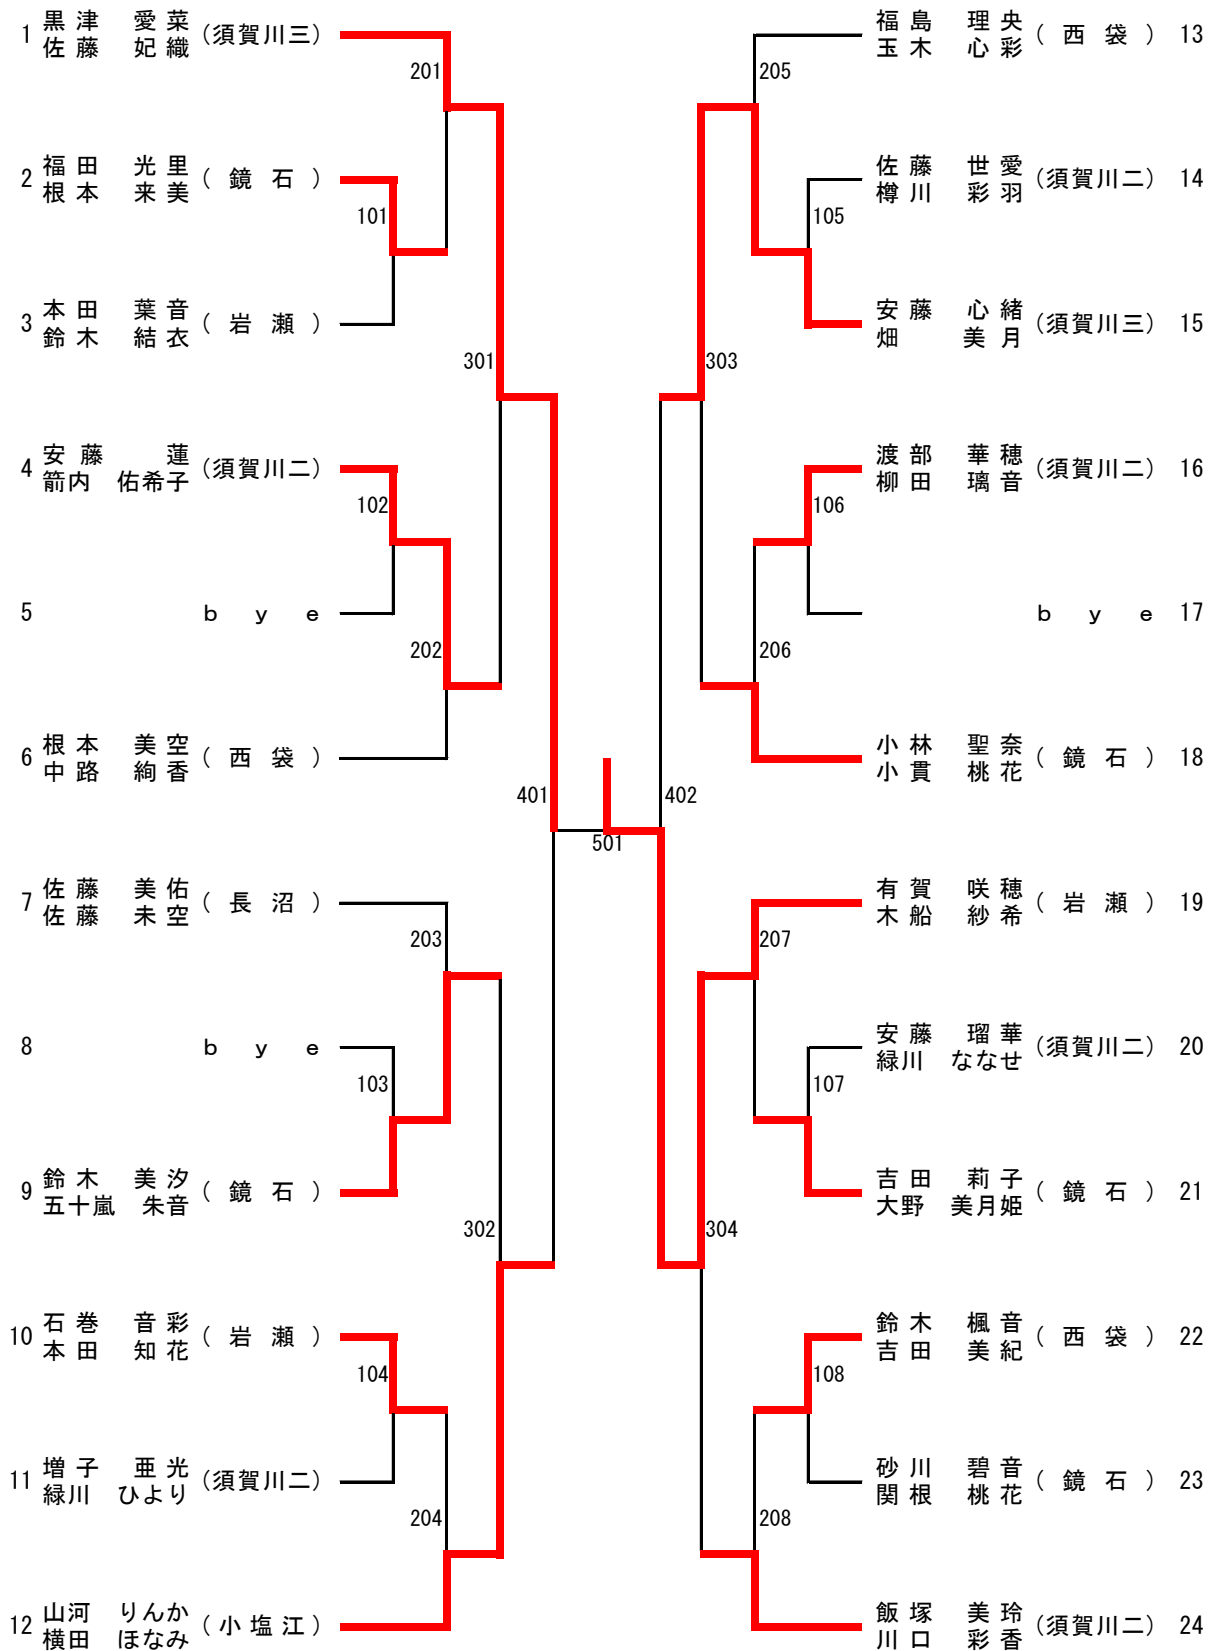 1 黒津 愛菜 (須賀川三)
佐藤 妃織
201
2 福田 光里 (鏡石)
根本 来美
101
3 本田 葉音 (岩瀬)
鈴木 結衣
301
4 安藤 蓮 (須賀川二)
箭内 佑希子
102
5 bye
202
6 根本 美空 (西袋)
中路 絢香
401
7 佐藤 美佑 (長沼)
佐藤 未空
203
8 bye
103
9 鈴木 美汐 (鏡石)
五十嵐 朱音
302
10 石巻 音彩 (岩瀬)
本田 知花
104
11 増子 亜光 (須賀川二)
緑川 ひより
204
12 山河 りんか (小塩江)
横田 ほなみ
501
福島 理央 (西袋) 13
玉木 心彩
205
佐藤 世愛 (須賀川二) 14
樽川 彩羽
105
安藤 心緒 (須賀川三) 15
畑 美月
303
渡部 華穂 (須賀川二) 16
柳田 璃音
106
bye 17
206
小林 聖奈 (鏡石) 18
小貫 桃花
402
有賀 咲穂 (岩瀬) 19
木船 紗希
207
安藤 瑠華 (須賀川二) 20
緑川 ななせ
107
吉田 莉子 (鏡石) 21
大野 美月姫
304
鈴木 楓音 (西袋) 22
吉田 美紀
108
砂川 碧音 (鏡石) 23
関根 桃花
208
飯塚 美玲 (須賀川二) 24
川口 彩香